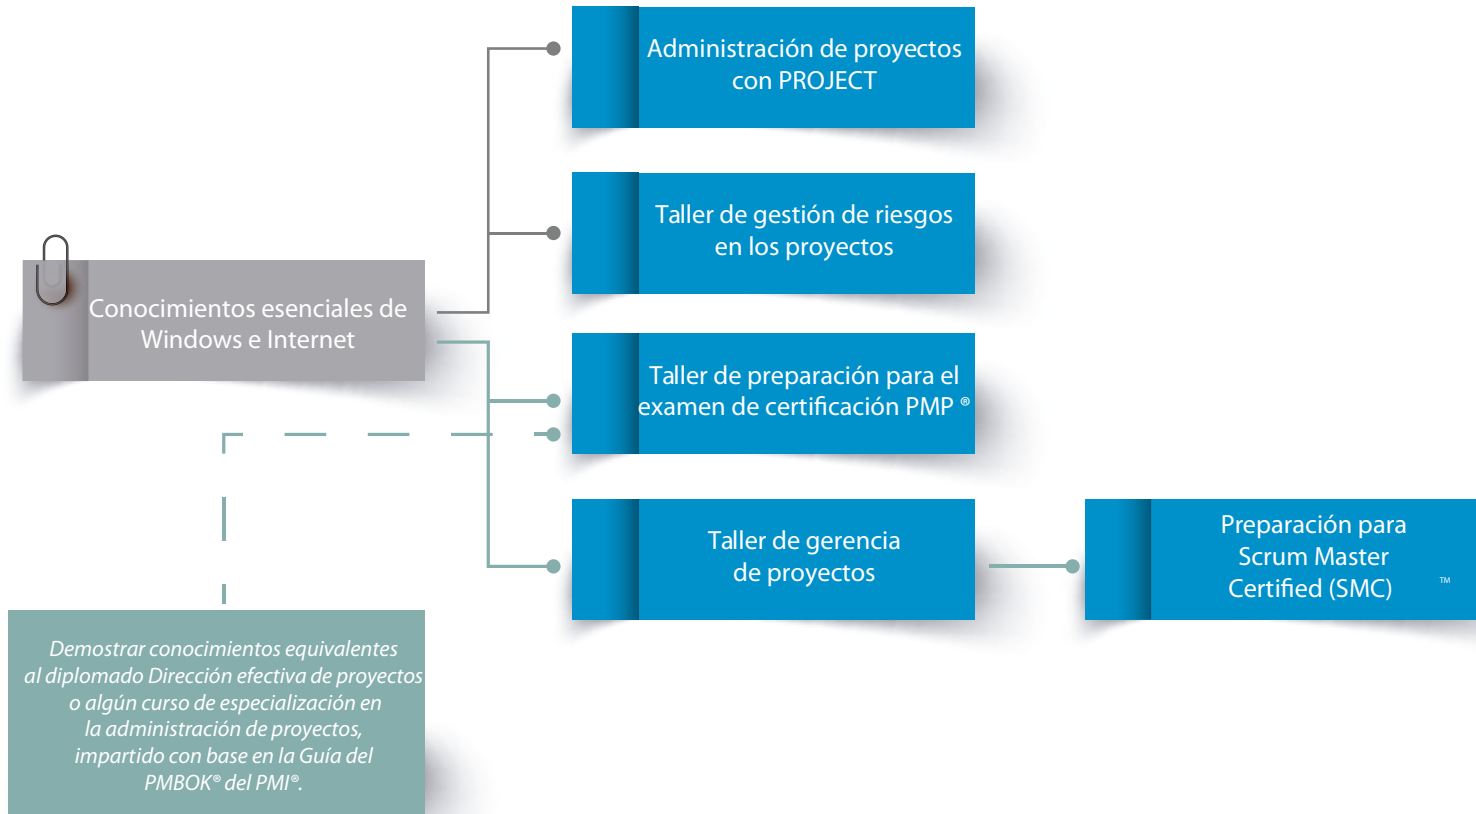 Administración de proyectos
con PROJECT
Taller de gestión de riesgos
en los proyectos
Conocimientos esenciales de
Windows e Internet
Taller de preparación para el
examen de certificación PMP ®
Taller de gerencia
de proyectos
Preparación para
Scrum Master
Certified (SMC) ™
Demostrar conocimientos equivalentes
al diplomado Dirección efectiva de proyectos
o algún curso de especialización en
la administración de proyectos,
impartido con base en la Guía del
PMBOK® del PMI®.